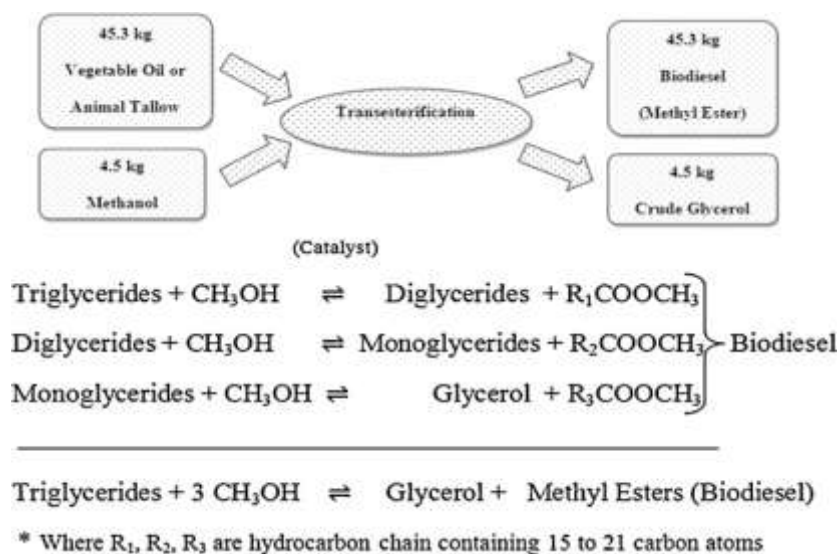 45.3 kg
Vegetable Oil or
Animal Tallow
4.5 kg
Methanol
Transesterification
45.3 kg
Biodiesel
(Methyl Ester)
4.5 kg
Crude Glycerol
(Catalyst)
Triglycerides + CH₃OH ⇌ Diglycerides + R₁COOCH₃
Diglycerides + CH₃OH ⇌ Monoglycerides + R₂COOCH₃ Biodiesel
Monoglycerides + CH₃OH ⇌ Glycerol + R₃COOCH₃
Triglycerides + 3 CH₃OH ⇌ Glycerol + Methyl Esters (Biodiesel)
* Where R₁, R₂, R₃ are hydrocarbon chain containing 15 to 21 carbon atoms